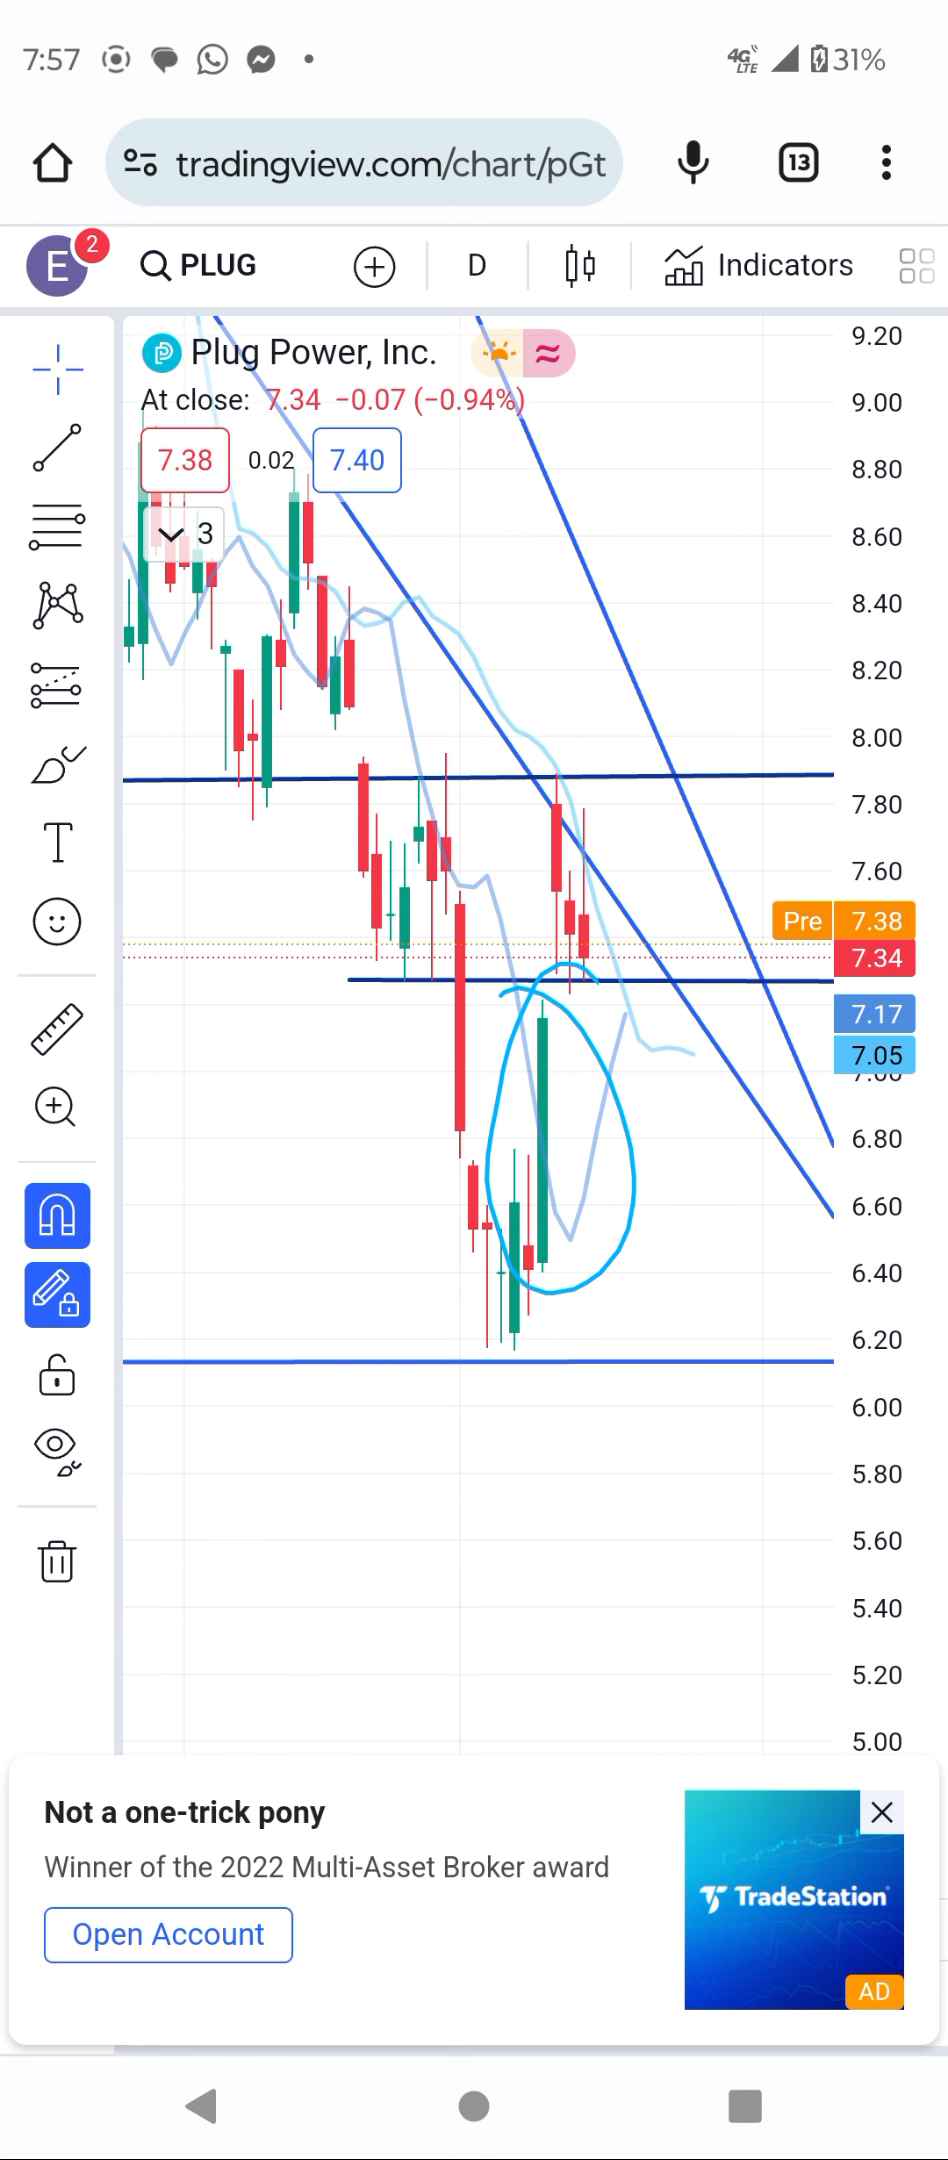 7:57 4G LTE 31%
tradingview.com/chart/pGt 13
E 2 PLUG D Indicators
Plug Power, Inc.
At close: 7.34 −0.07 (−0.94%)
7.38 0.02 7.40
3
9.20
9.00
8.80
8.60
8.40
8.20
8.00
7.80
7.60
Pre 7.38
7.34
7.17
7.05
7.00
6.80
6.60
6.40
6.20
6.00
5.80
5.60
5.40
5.20
5.00
Not a one-trick pony
Winner of the 2022 Multi-Asset Broker award
Open Account
TradeStation
AD